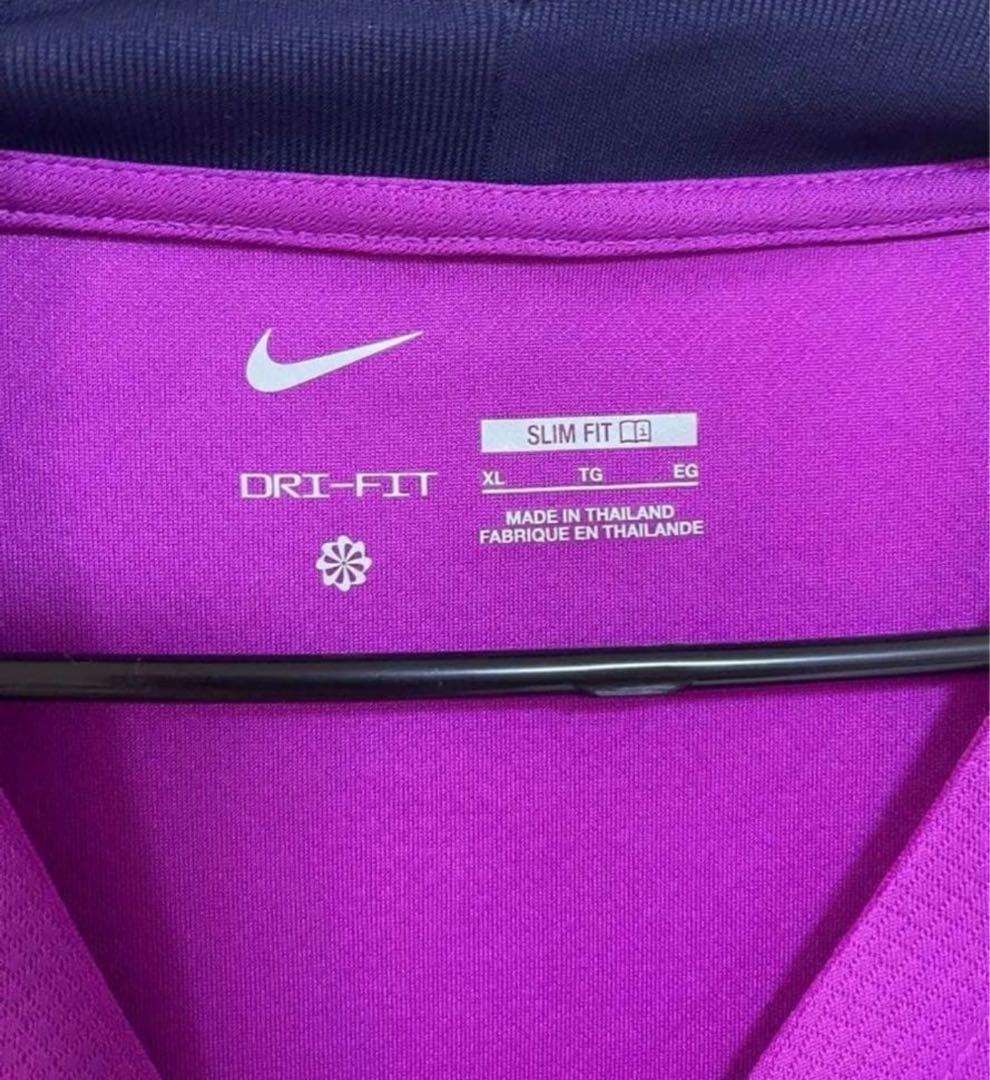 DRI-FIT
SLIM FIT
XL TG EG
MADE IN THAILAND
FABRIQUE EN THAILANDE